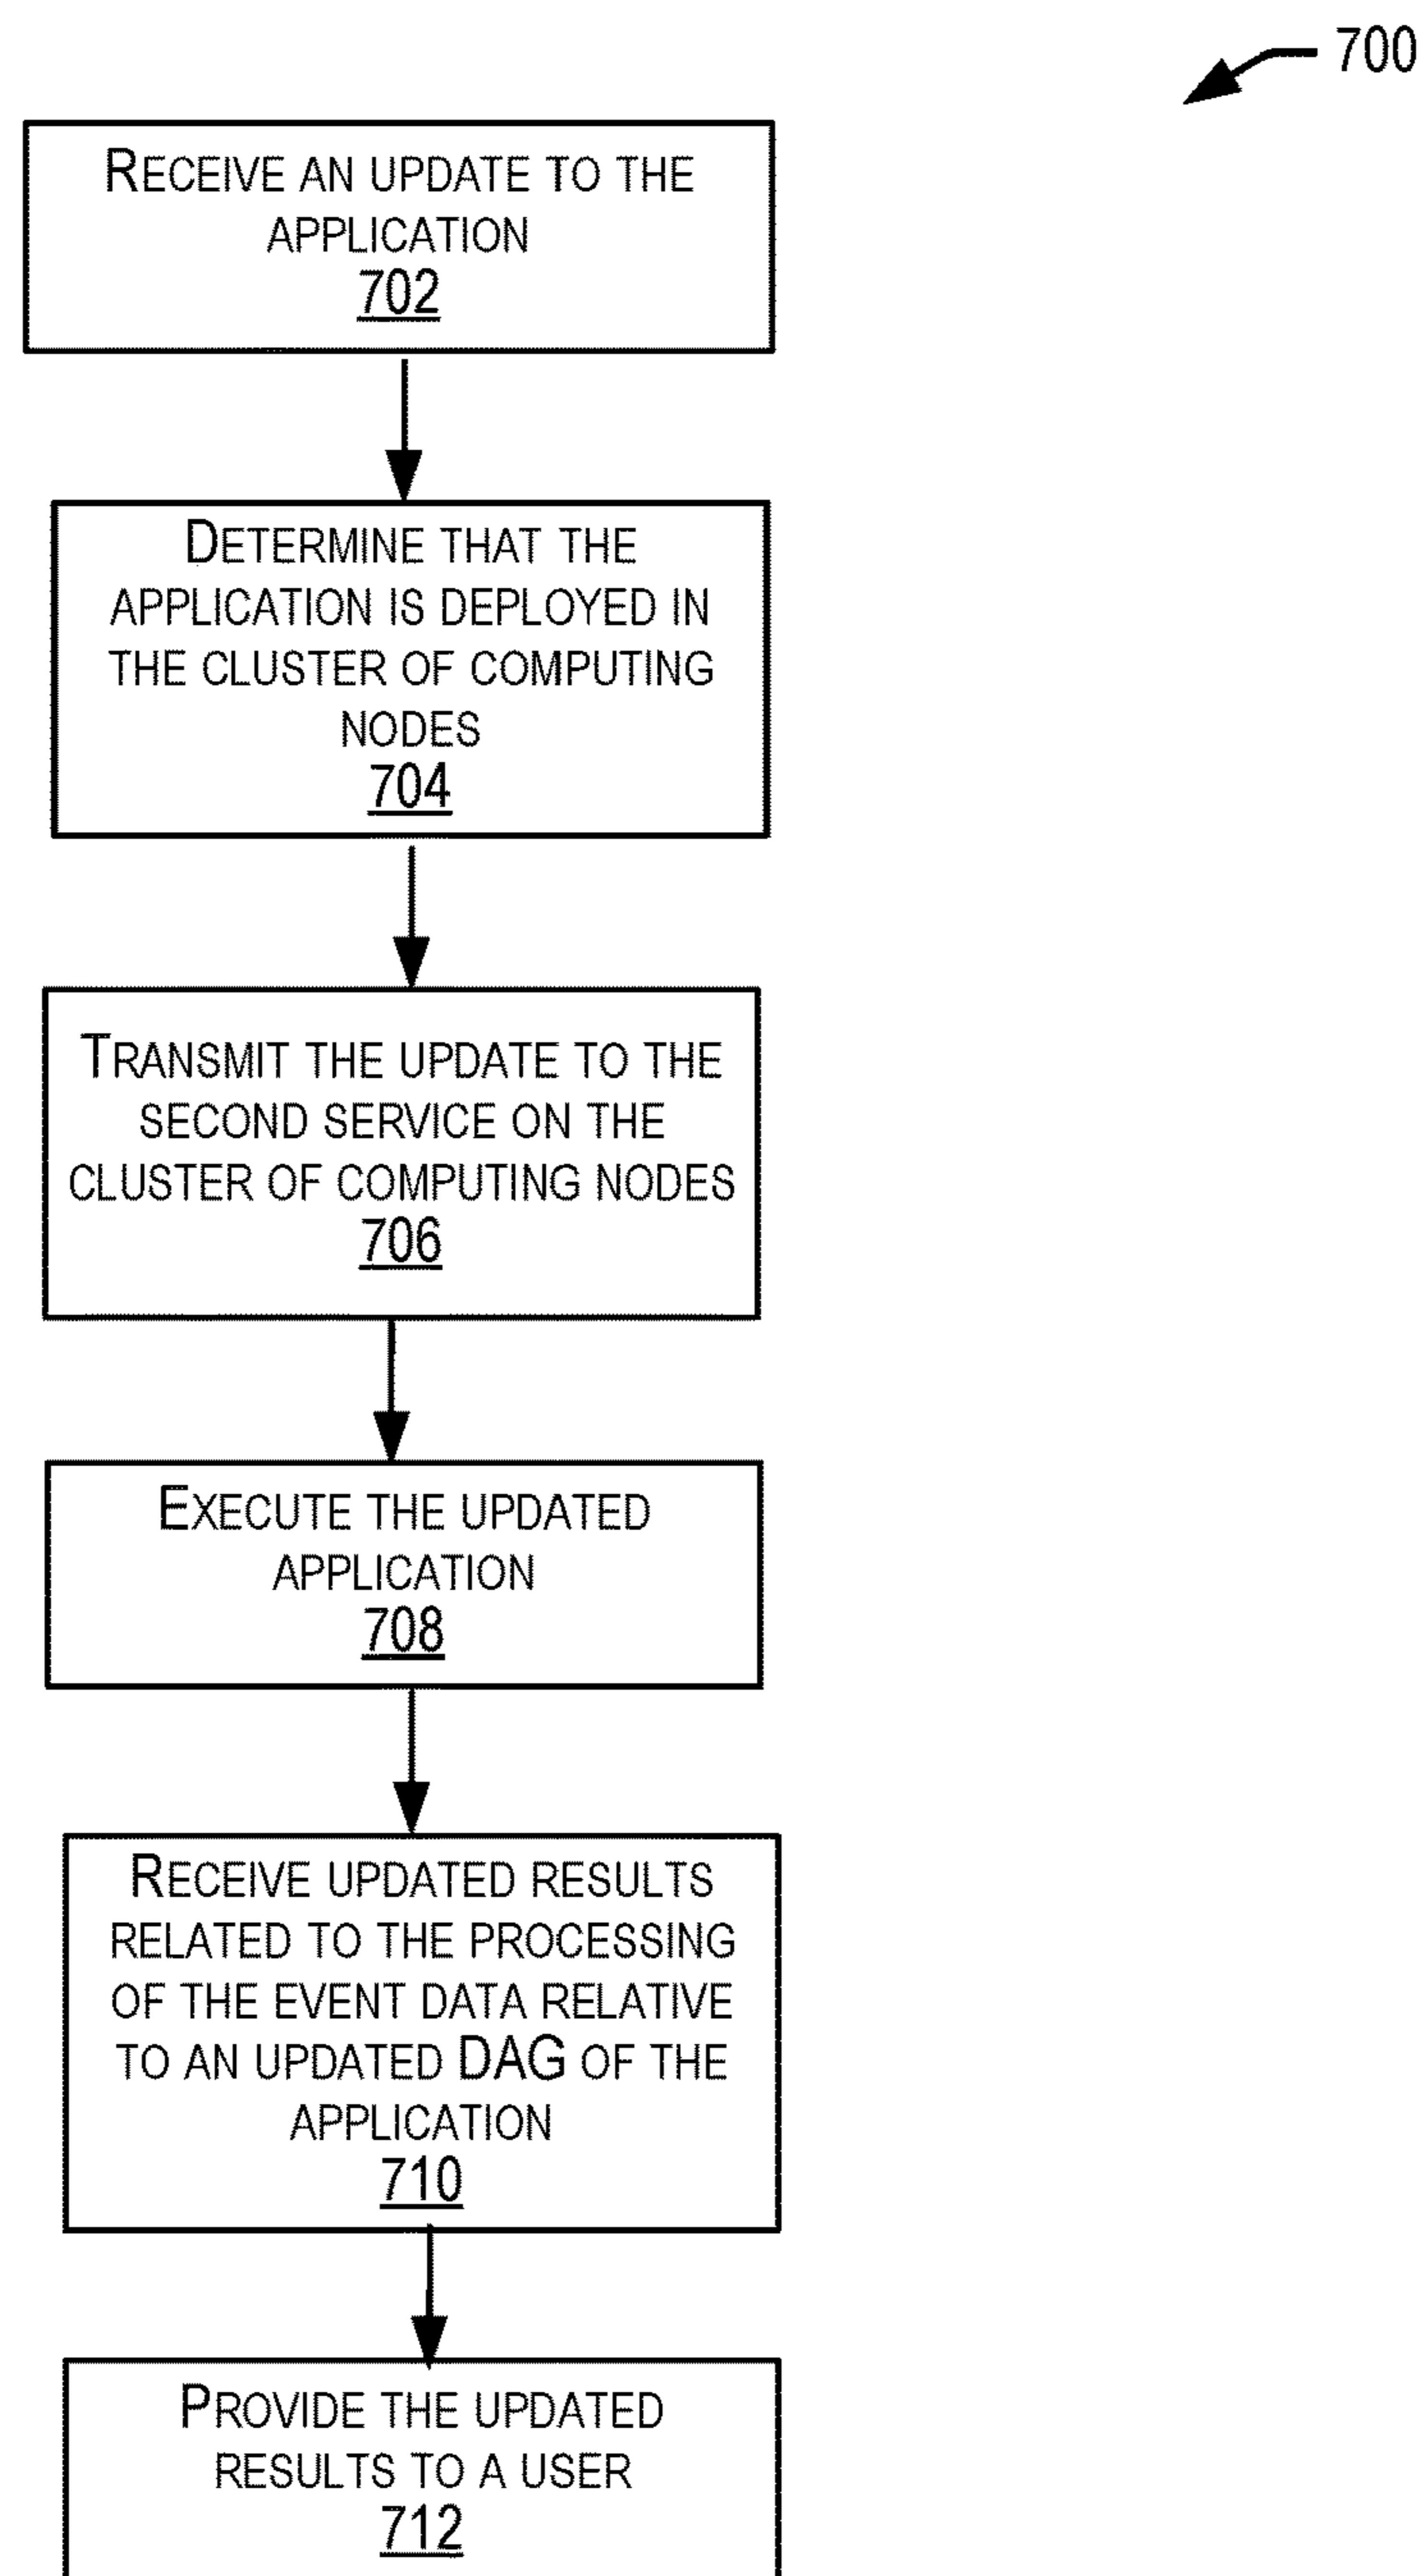 700
RECEIVE AN UPDATE TO THE
APPLICATION
702
DETERMINE THAT THE
APPLICATION IS DEPLOYED IN
THE CLUSTER OF COMPUTING
NODES
704
TRANSMIT THE UPDATE TO THE
SECOND SERVICE ON THE
CLUSTER OF COMPUTING NODES
706
EXECUTE THE UPDATED
APPLICATION
708
RECEIVE UPDATED RESULTS
RELATED TO THE PROCESSING
OF THE EVENT DATA RELATIVE
TO AN UPDATED DAG OF THE
APPLICATION
710
PROVIDE THE UPDATED
RESULTS TO A USER
712